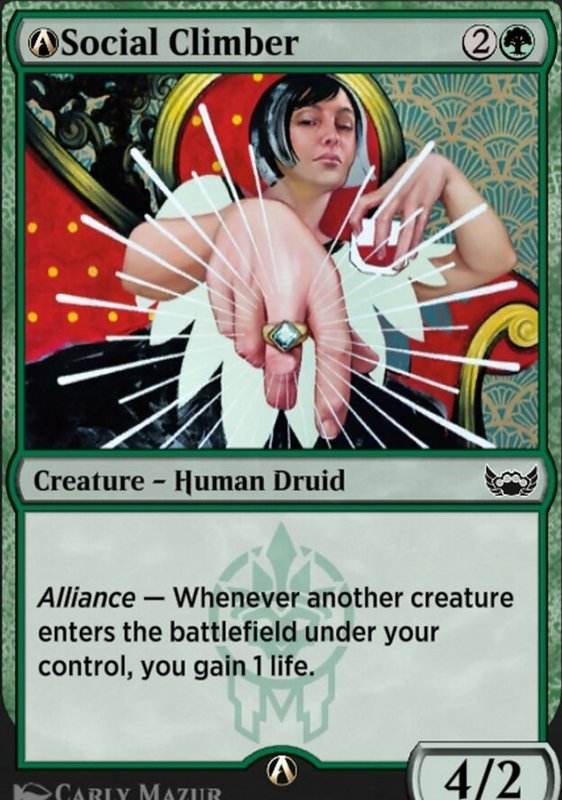 Social Climber 2
Creature – Human Druid
Alliance — Whenever another creature
enters the battlefield under your
control, you gain 1 life.
4/2
Carly Mazur